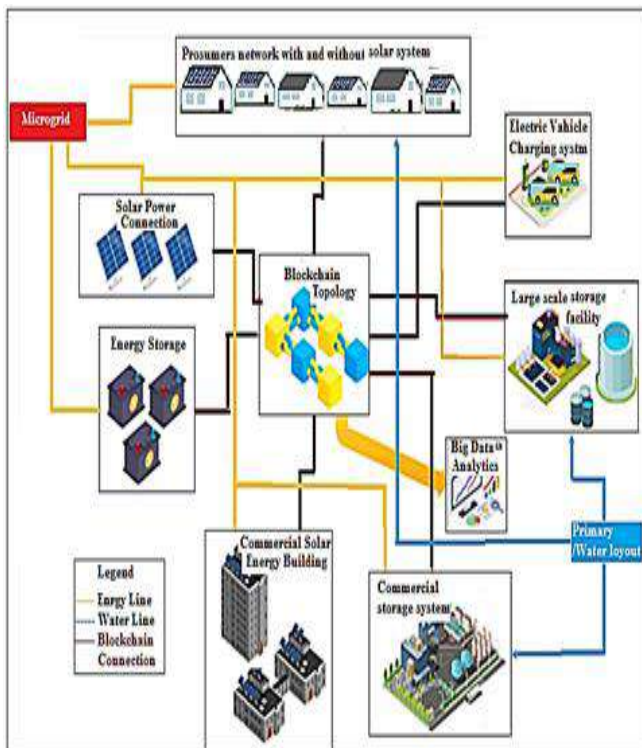 Prosumers network with and without solar system
Microgrid
Electric Vehicle
Charging systm
Solar Power
Connection
Blockchain
Topology
Large scale storage
facility
Energy Storage
Big Data
Analytics
Primary
/Water loyout
Commercial Solar
Energy Building
Commercial
storage system
Legend
Enrgy Line
Water Line
Blockchain
Connection